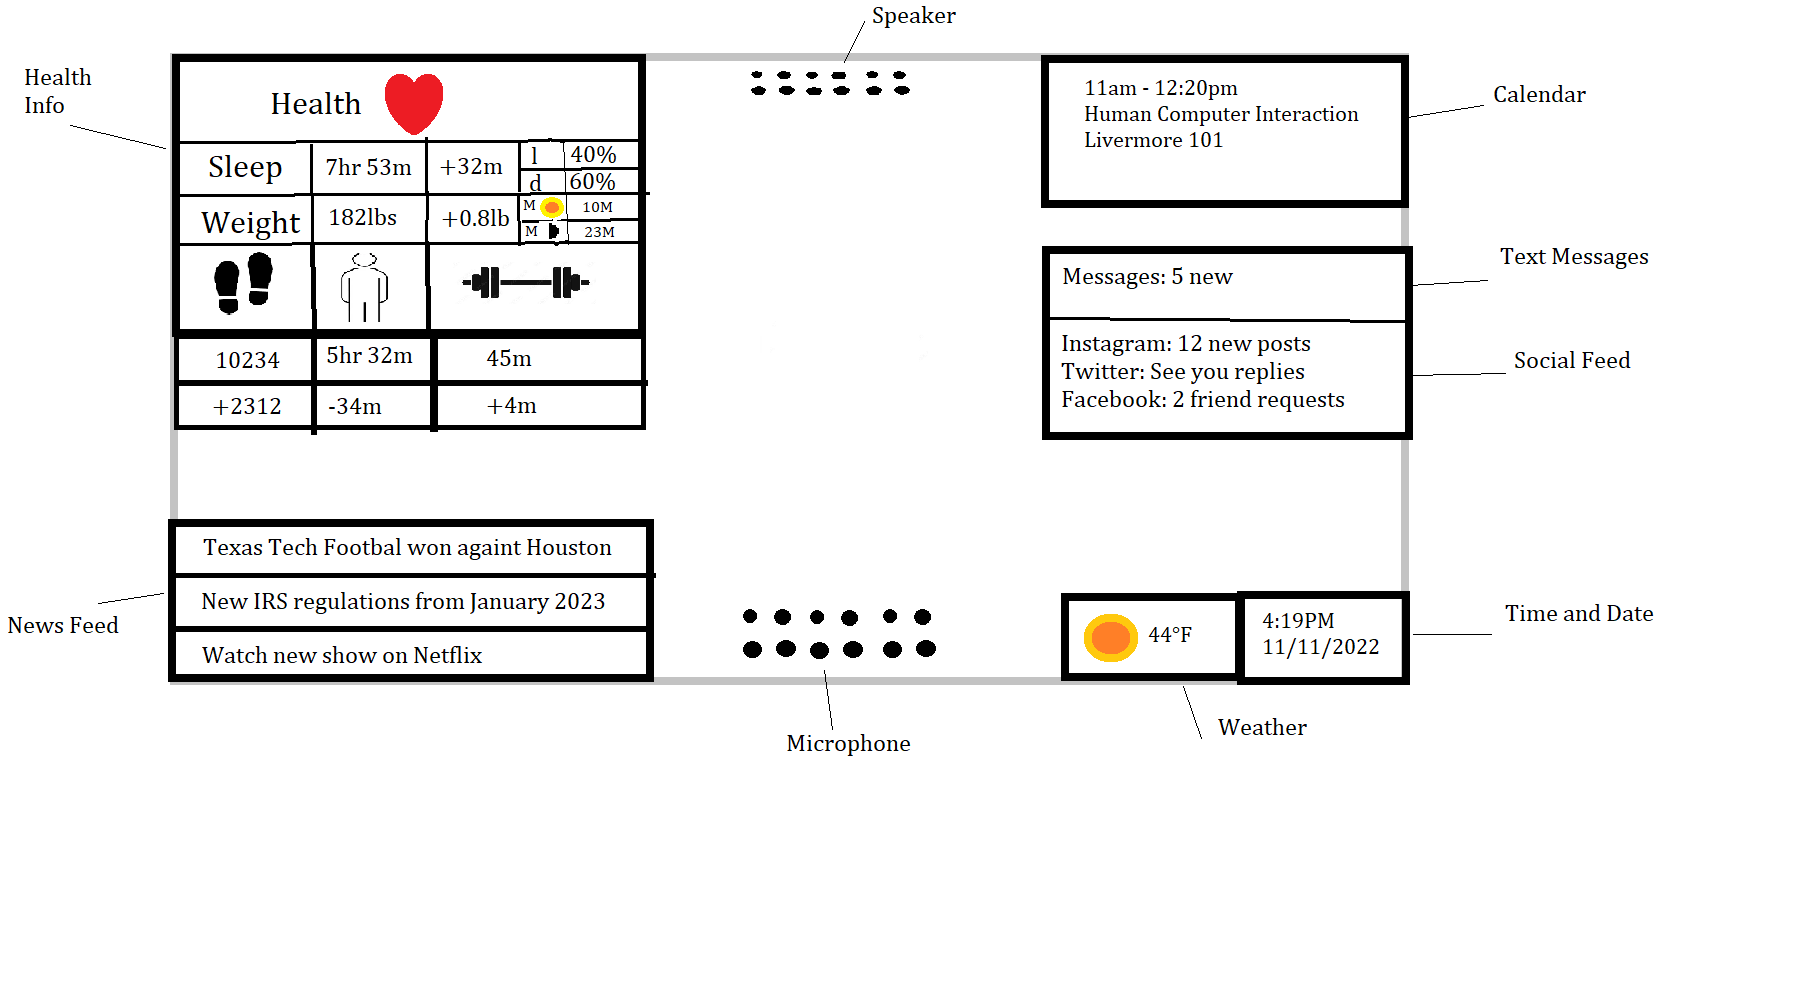 Speaker
Health
Info
Health
Sleep
7hr 53m
+32m
l
40%
d
60%
Weight
182lbs
+0.8lb
M
10M
M
23M
10234
5hr 32m
45m
+2312
-34m
+4m
11am - 12:20pm
Human Computer Interaction
Livermore 101
Calendar
Messages: 5 new
Text Messages
Instagram: 12 new posts
Twitter: See you replies
Facebook: 2 friend requests
Social Feed
Texas Tech Footbal won againt Houston
New IRS regulations from January 2023
Watch new show on Netflix
News Feed
Microphone
44°F
4:19PM
11/11/2022
Time and Date
Weather